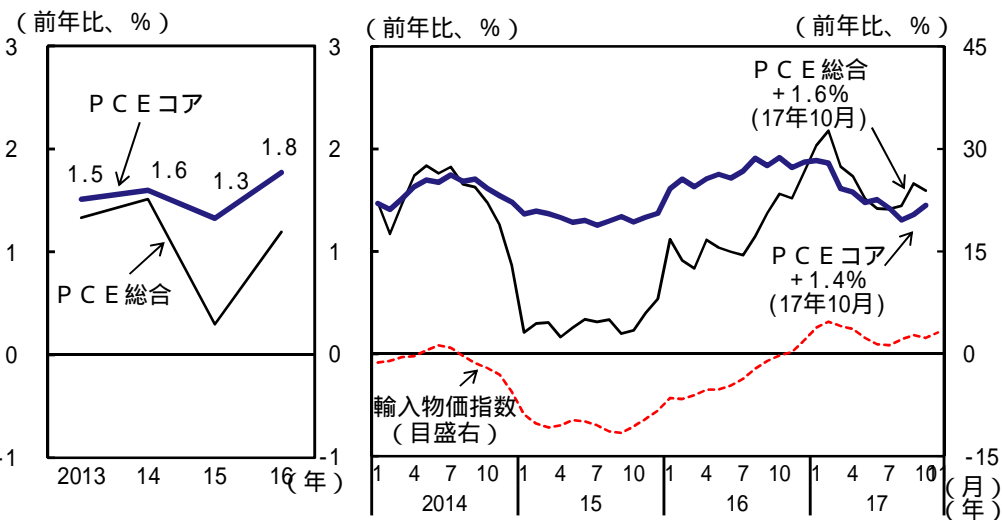 （前年比、％）
3
2
1
0
-1
ＰＣＥコア
1.5
1.6
1.3
1.8
ＰＣＥ総合
2013
14
15
16
（年）
（前年比、％）
（前年比、％）
3
2
1
0
-1
45
30
15
0
-15
ＰＣＥ総合
＋1.6%
(17年10月)
ＰＣＥコア
＋1.4%
(17年10月)
輸入物価指数
（目盛右）
1 4 7 10 1 4 7 10 1 4 7 10 1 4 7 10 11
（月）
2014 15 16 17
（年）